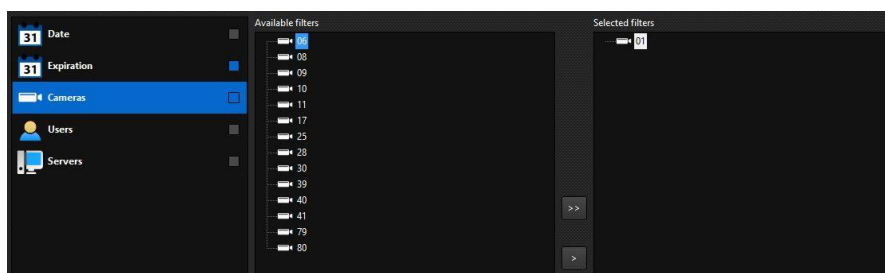 31 Date
31 Expiration
Cameras
Users
Servers
Available filters
06
08
09
10
11
17
25
28
30
39
40
41
79
80
>>
>
Selected filters
01